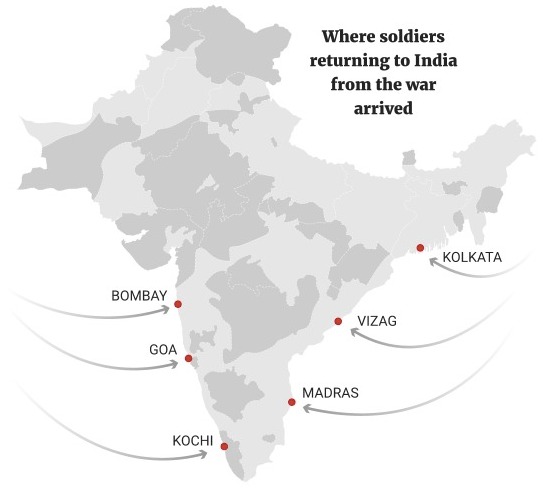 Where soldiers
returning to India
from the war
arrived
KOLKATA
BOMBAY
VIZAG
GOA
MADRAS
KOCHI